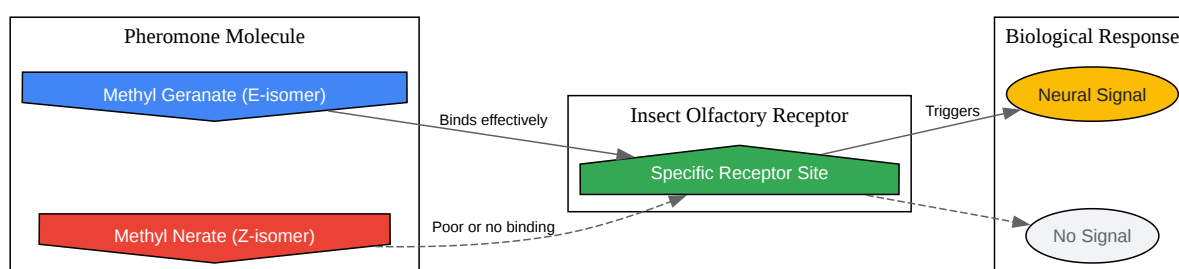 Pheromone Molecule
Methyl Geranate (E-isomer)
Methyl Nerate (Z-isomer)
Binds effectively
Poor or no binding
Insect Olfactory Receptor
Specific Receptor Site
Triggers
Biological Response
Neural Signal
No Signal